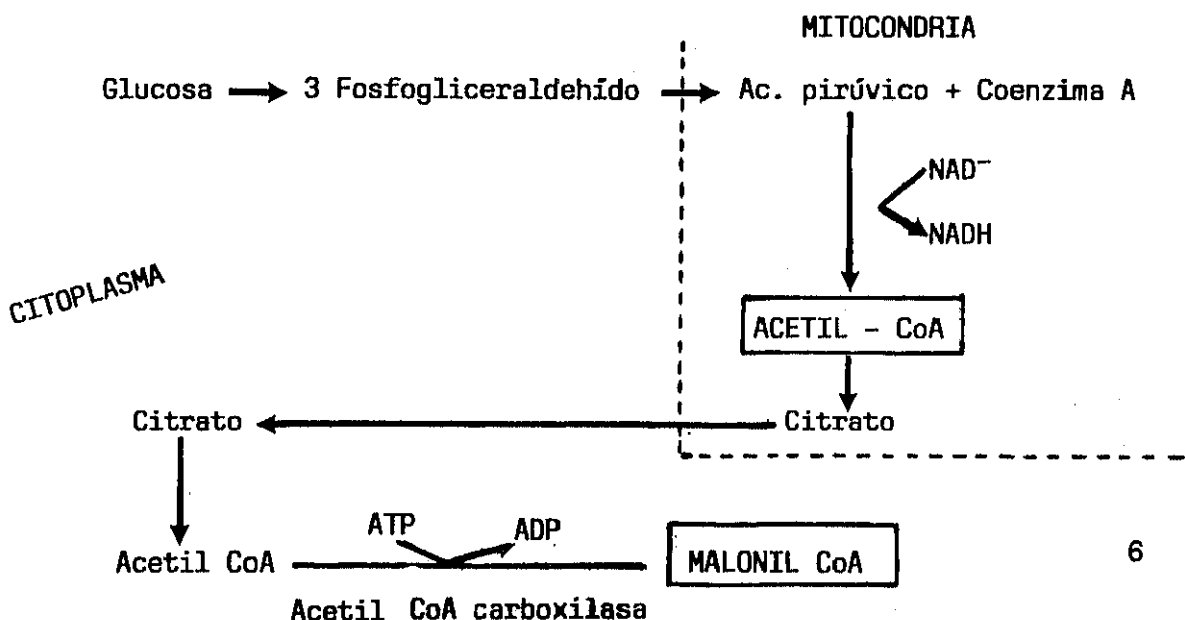 MITOCONDRIA
Glucosa → 3 Fosfogliceraldehído → Ac. pirúvico + Coenzima A
NAD⁻
NADH
CITOPLASMA
ACETIL - CoA
Citrato ← Citrato
ATP ADP
Acetil CoA MALONIL CoA 6
Acetil CoA carboxilasa